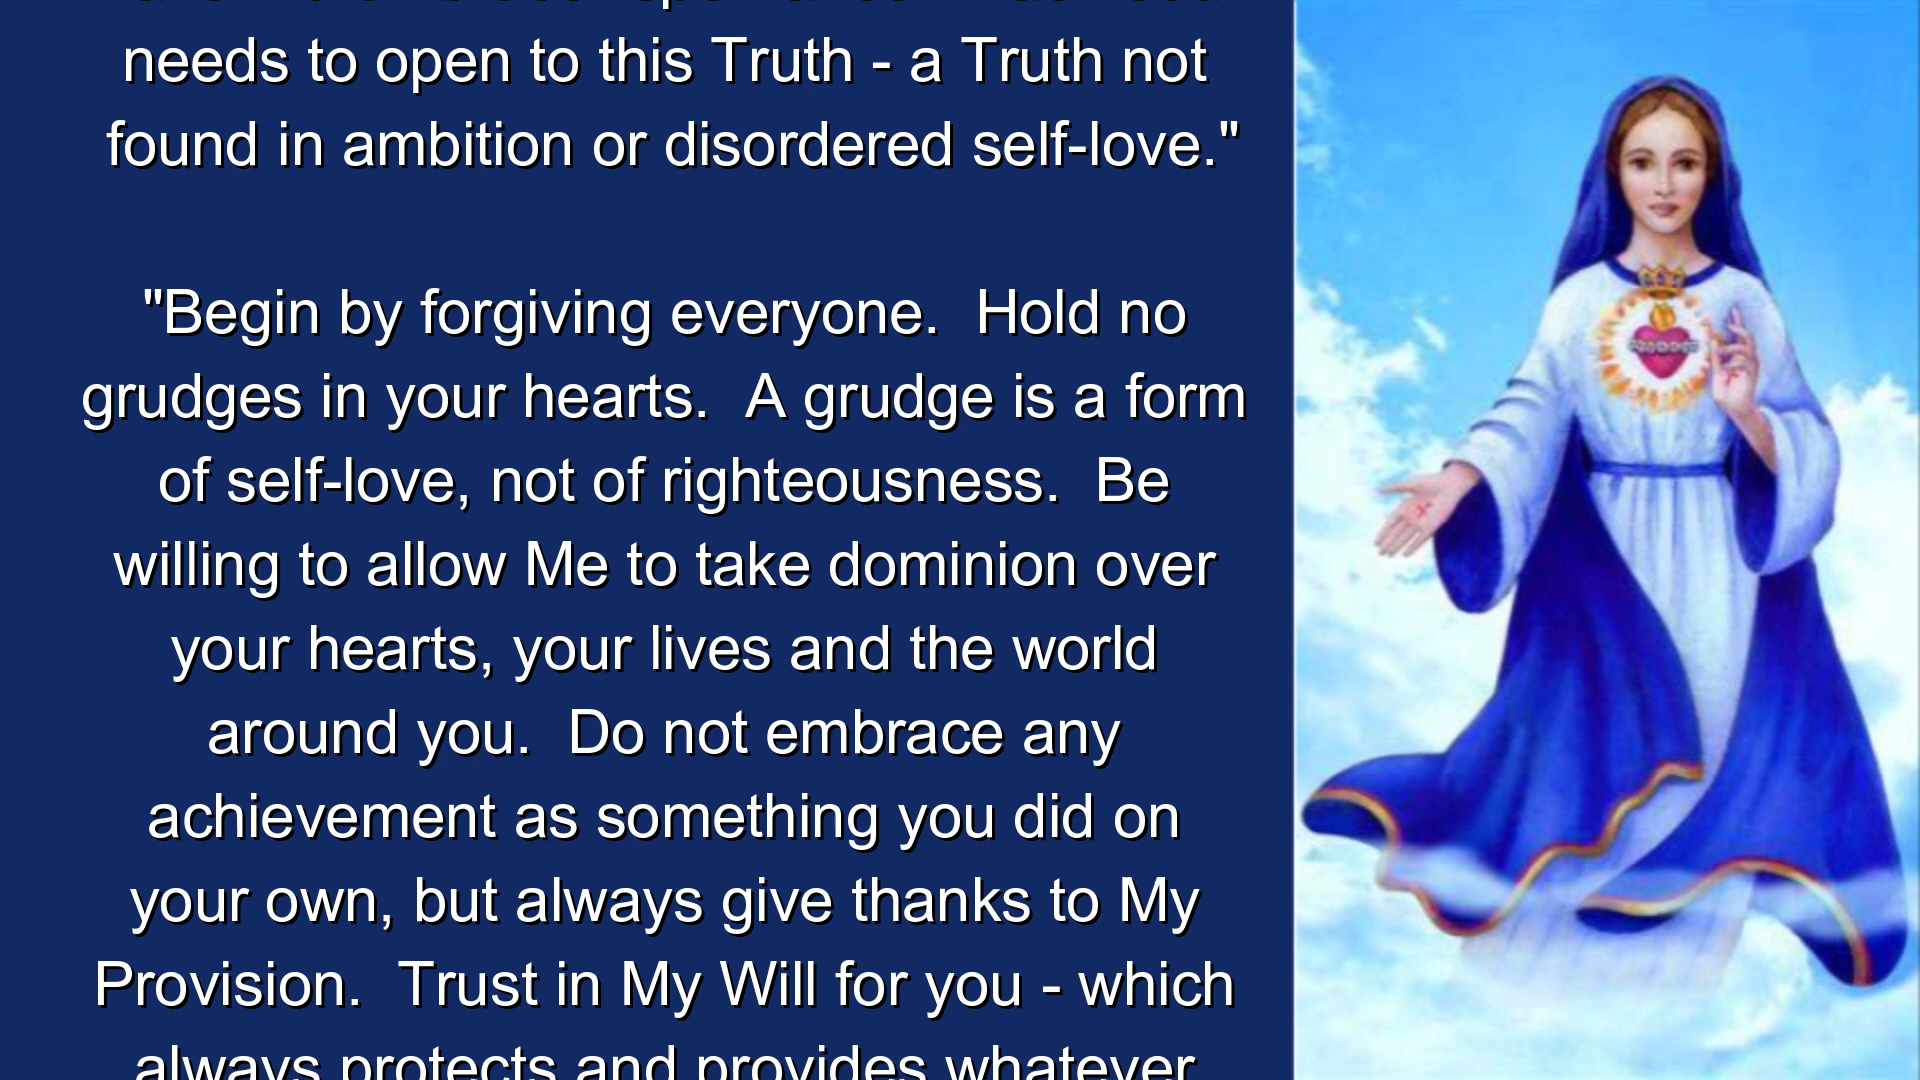 needs to open to this Truth - a Truth not
found in ambition or disordered self-love."
"Begin by forgiving everyone.  Hold no
grudges in your hearts.  A grudge is a form
of self-love, not of righteousness.  Be
willing to allow Me to take dominion over
your hearts, your lives and the world
around you.  Do not embrace any
achievement as something you did on
your own, but always give thanks to My
Provision.  Trust in My Will for you - which
always protects and provides whatever